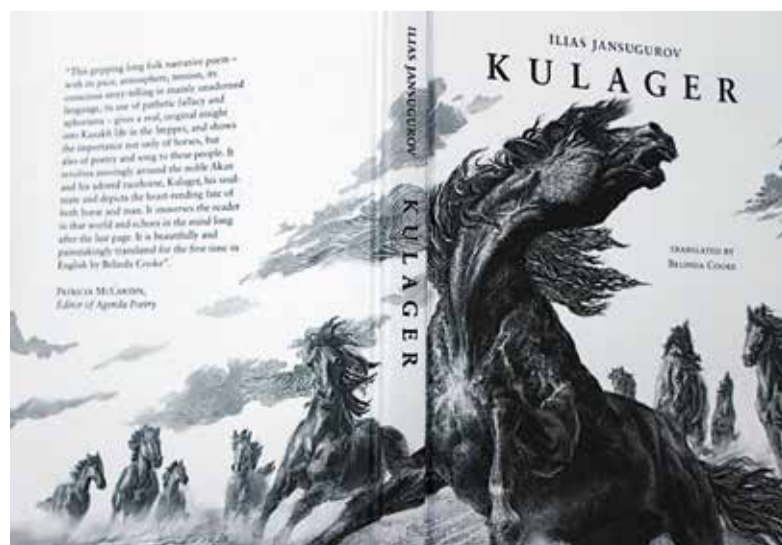 "This gripping long folk narrative poem –
with its pace, atmosphere, tension, its
conscious story-telling in mainly unadorned
language, its use of pathetic fallacy and
aphorisms – gives a real, original insight
into Kazakh life in the Steppes, and shows
the importance not only of horses, but
also of poetry and song to these people. It
revolves movingly around the noble Akan
and his adored racehorse, Kulager, his soul-
mate and depicts the heart-rending fate of
both horse and man. It immerses the reader
in that world and echoes in the mind long
after the last page. It is beautifully and
painstakingly translated for the first time in
English by Belinda Cooke".
Patricia McCarthy,
Editor of Agenda Poetry
ILIAS JANSUGUROV
KULAGER
ILIAS JANSUGUROV
KULAGER
TRANSLATED BY
BELINDA COOKE